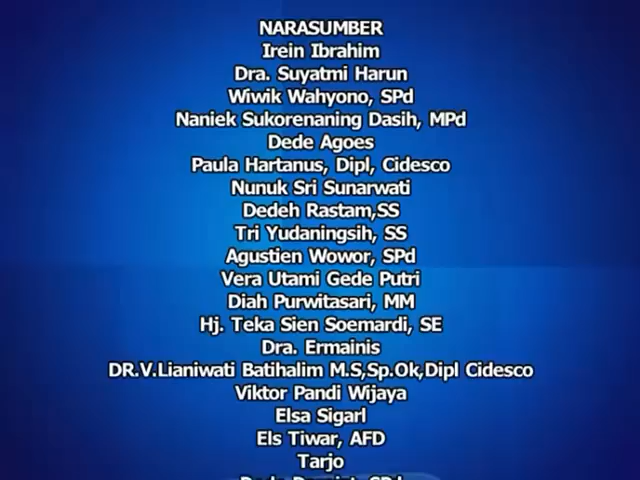 NARASUMBER
Irein Ibrahim
Dra. Suyatmi Harun
Wiwik Wahyono, SPd
Naniek Sukorenaning Dasih, MPd
Dede Agoes
Paula Hartanus, Dipl, Cidesco
Nunuk Sri Sunarwati
Dedeh Rastam,SS
Tri Yudaningsih, SS
Agustien Wowor, SPd
Vera Utami Gede Putri
Diah Purwitasari, MM
Hj. Teka Sien Soemardi, SE
Dra. Ermainis
DR.V.Lianiwati Batihalim M.S,Sp.Ok,Dipl Cidesco
Viktor Pandi Wijaya
Elsa Sigarl
Els Tiwar, AFD
Tarjo